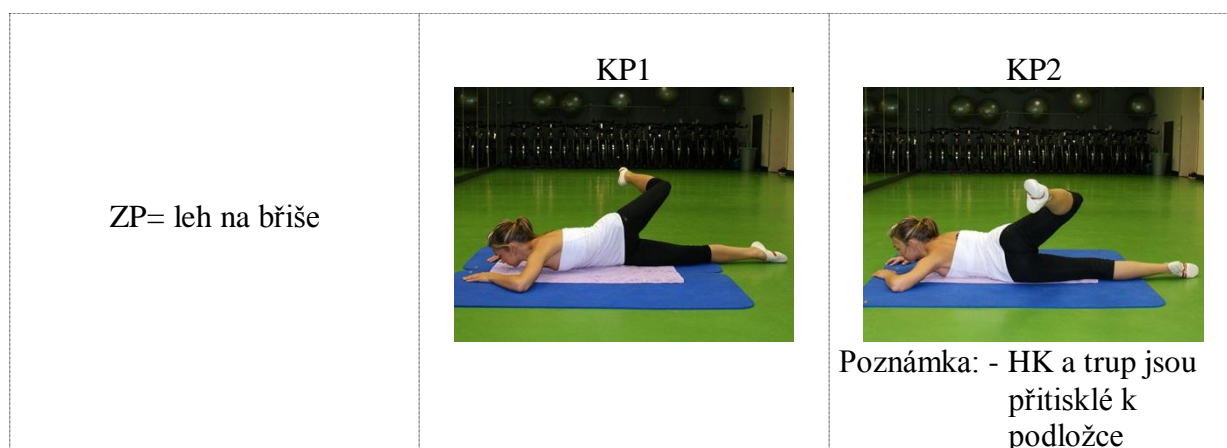 ZP= leh na břiše
KP1
KP2
Poznámka: - HK a trup jsou
přitisklé k
podložce